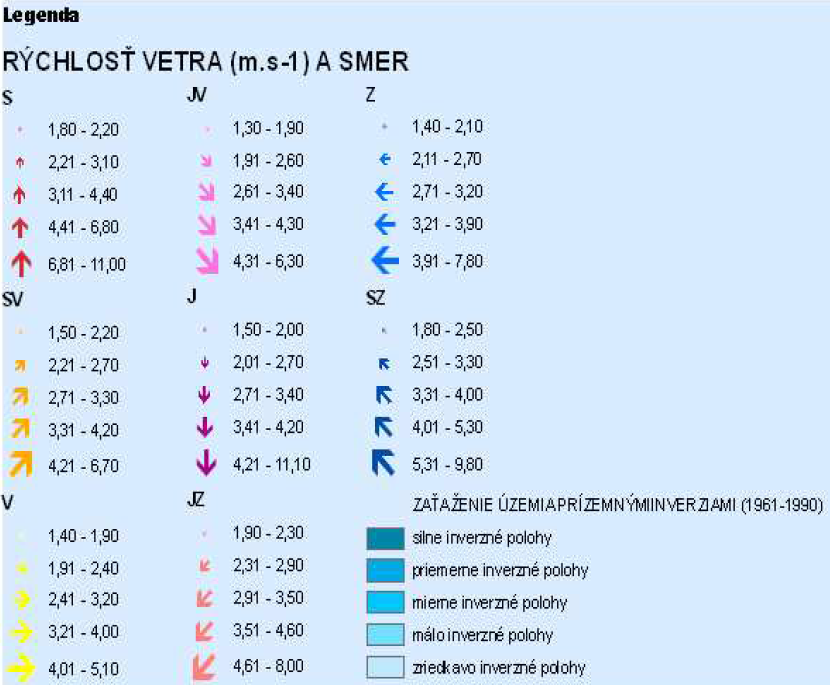 Legenda
RÝCHLOSŤ VETRA (m.s-1) A SMER
S
1,80 - 2,20
2,21 - 3,10
3,11 - 4,40
4,41 - 6,80
6,81 - 11,00
JV
1,30 - 1,90
1,91 - 2,60
2,61 - 3,40
3,41 - 4,30
4,31 - 6,30
Z
1,40 - 2,10
2,11 - 2,70
2,71 - 3,20
3,21 - 3,90
3,91 - 7,80
SV
1,50 - 2,20
2,21 - 2,70
2,71 - 3,30
3,31 - 4,20
4,21 - 6,70
J
1,50 - 2,00
2,01 - 2,70
2,71 - 3,40
3,41 - 4,20
4,21 - 11,10
SZ
1,80 - 2,50
2,51 - 3,30
3,31 - 4,00
4,01 - 5,30
5,31 - 9,80
V
1,40 - 1,90
1,91 - 2,40
2,41 - 3,20
3,21 - 4,00
4,01 - 5,10
JZ
1,90 - 2,30
2,31 - 2,90
2,91 - 3,50
3,51 - 4,60
4,61 - 8,00
ZAŤAŽENIE ÚZEMIA PRÍZEMNÝMI INVERZIAMI (1961-1990)
silne inverzné polohy
priemerne inverzné polohy
mierne inverzné polohy
málo inverzné polohy
zriedkavo inverzné polohy